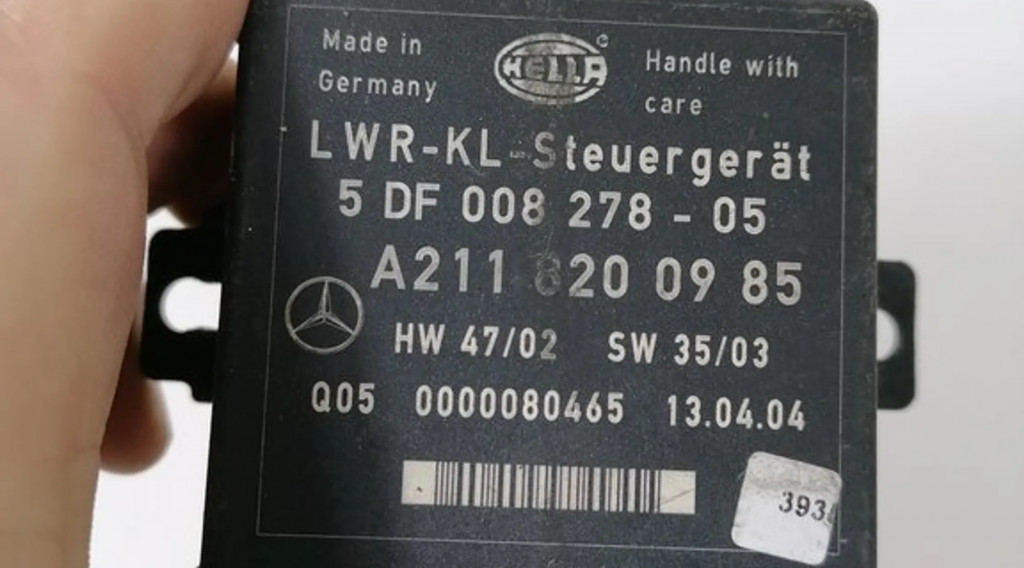 Made in
Germany
HELLA
Handle with
care
LWR-KL-Steuergerät
5 DF 008 278 - 05
A211 820 09 85
HW 47/02 SW 35/03
Q05 0000080465 13.04.04